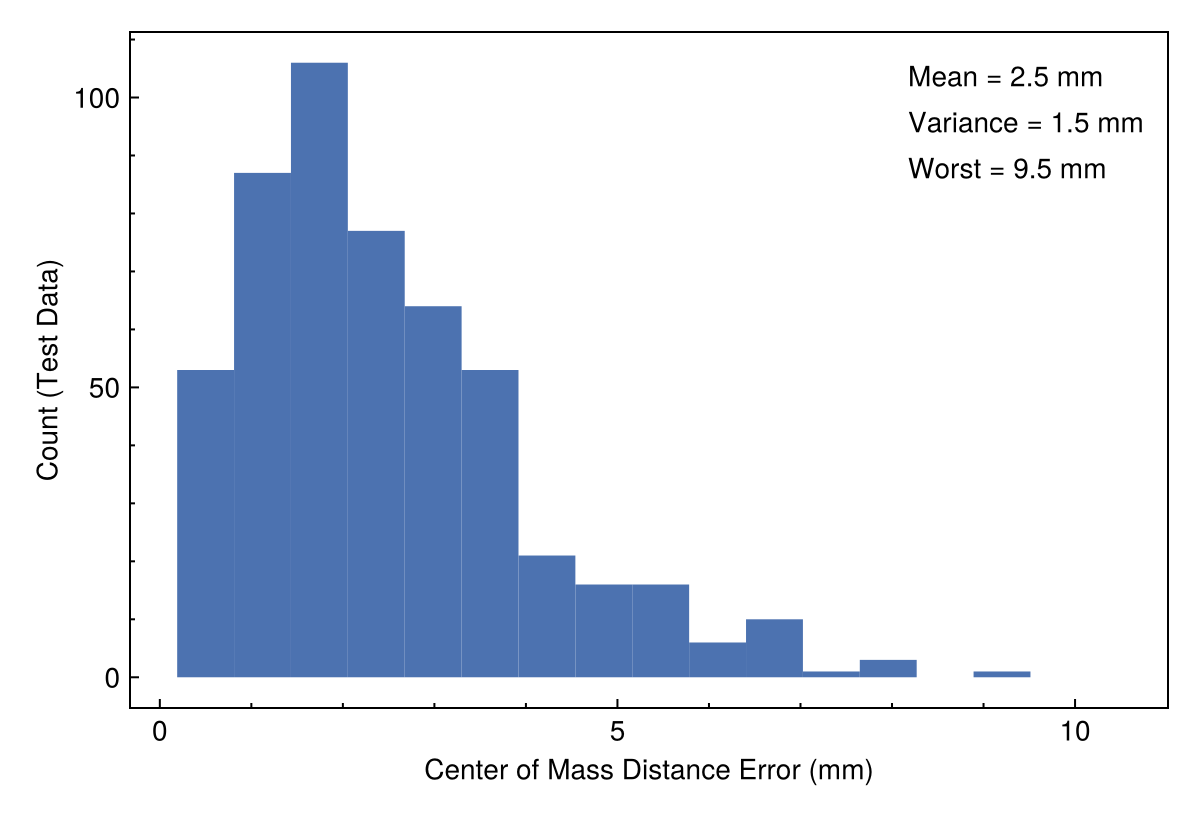 Mean = 2.5 mm
Variance = 1.5 mm
Worst = 9.5 mm
100
50
0
Count (Test Data)
0 5 10
Center of Mass Distance Error (mm)